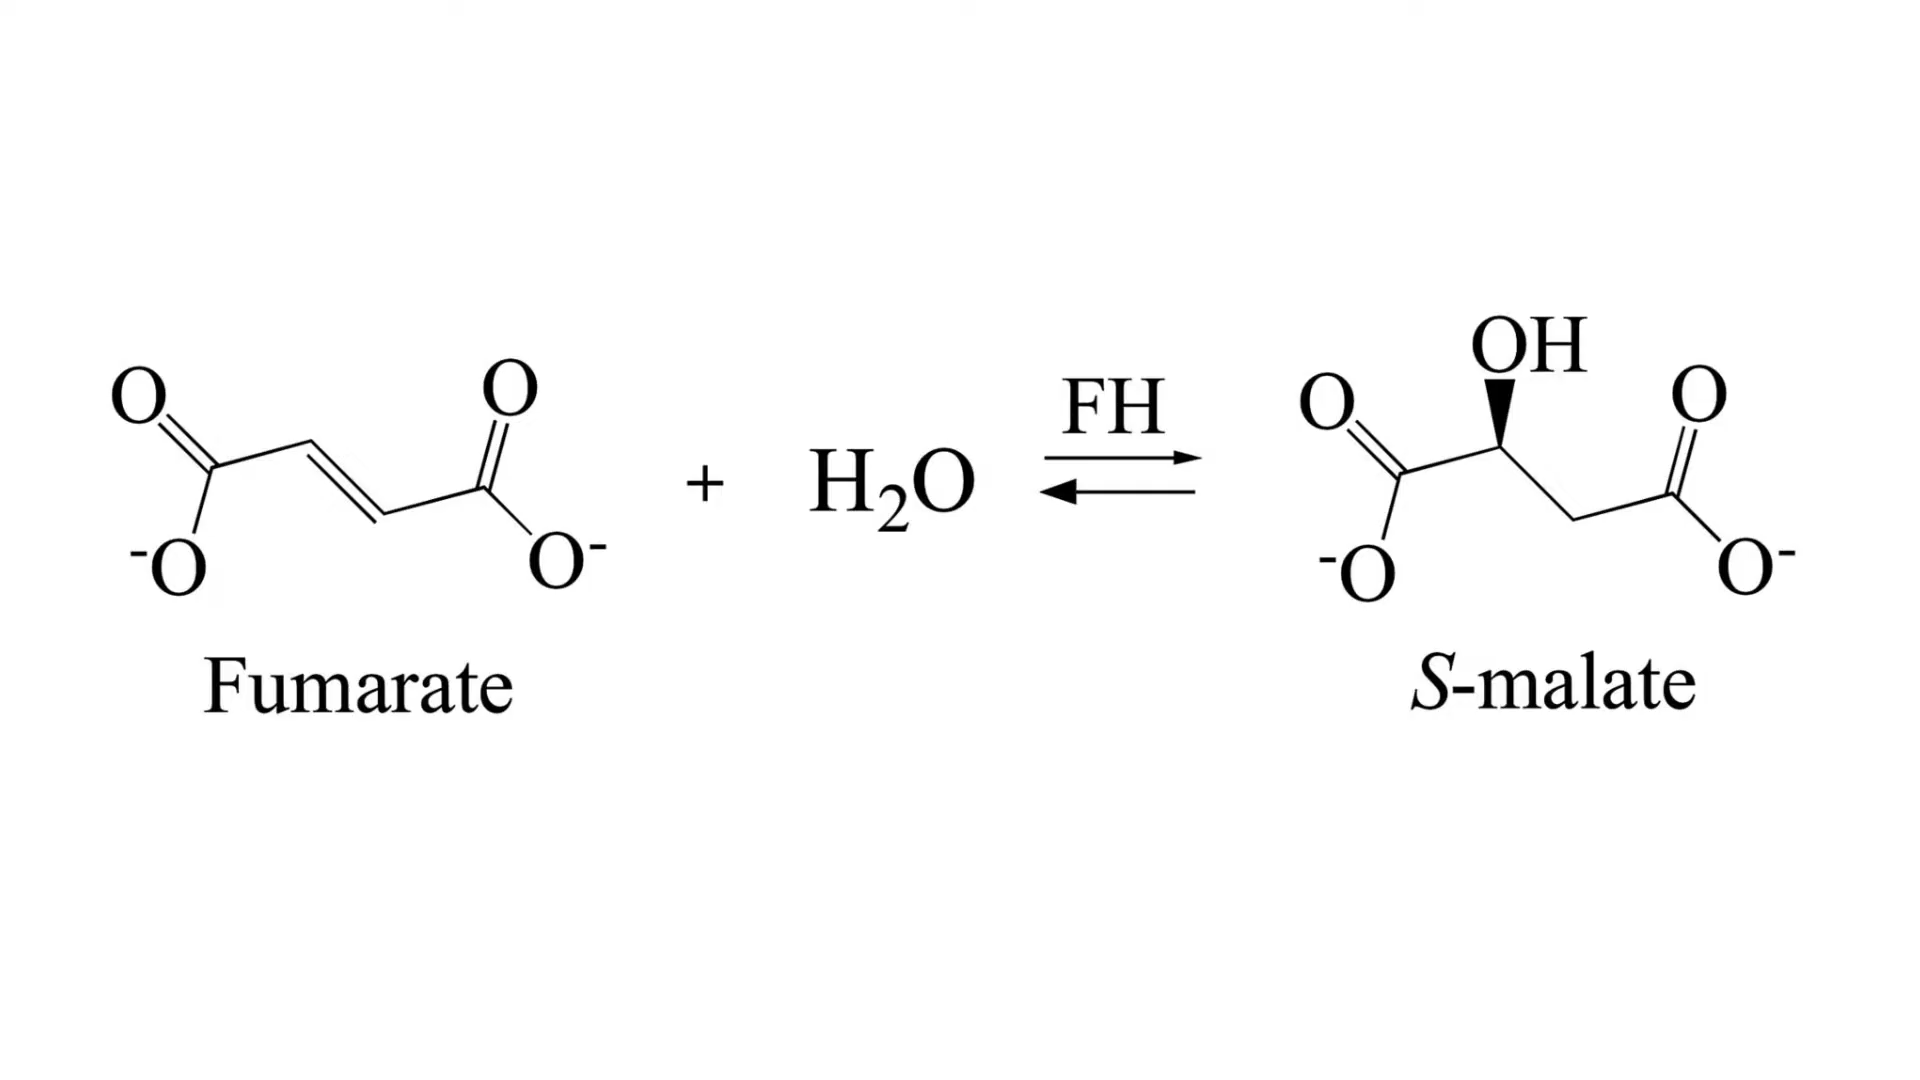 O O -O O-
+ H₂O
FH
OH
O O -O O-
Fumarate
S-malate